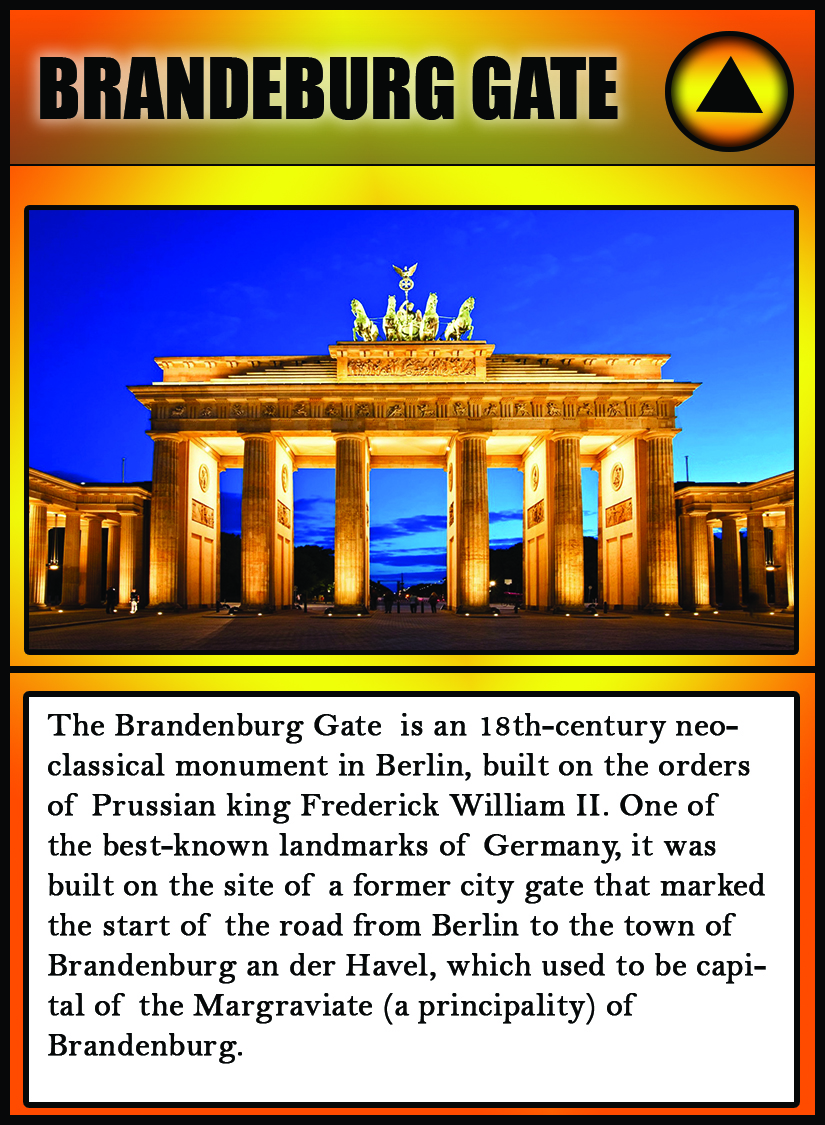 BRANDEBURG GATE
The Brandenburg Gate is an 18th-century neo-
classical monument in Berlin, built on the orders
of Prussian king Frederick William II. One of
the best-known landmarks of Germany, it was
built on the site of a former city gate that marked
the start of the road from Berlin to the town of
Brandenburg an der Havel, which used to be capi-
tal of the Margraviate (a principality) of
Brandenburg.